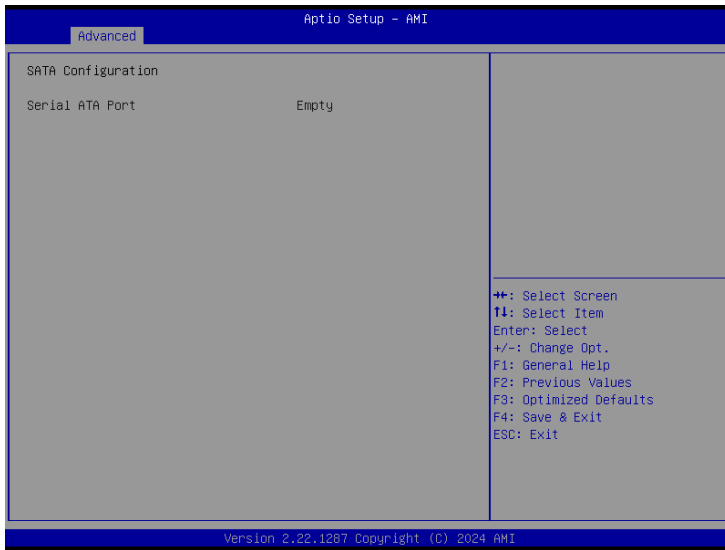 Aptio Setup – AMI
Advanced
SATA Configuration
Serial ATA Port Empty
→←: Select Screen
↑↓: Select Item
Enter: Select
+/-: Change Opt.
F1: General Help
F2: Previous Values
F3: Optimized Defaults
F4: Save & Exit
ESC: Exit
Version 2.22.1287 Copyright (C) 2024 AMI